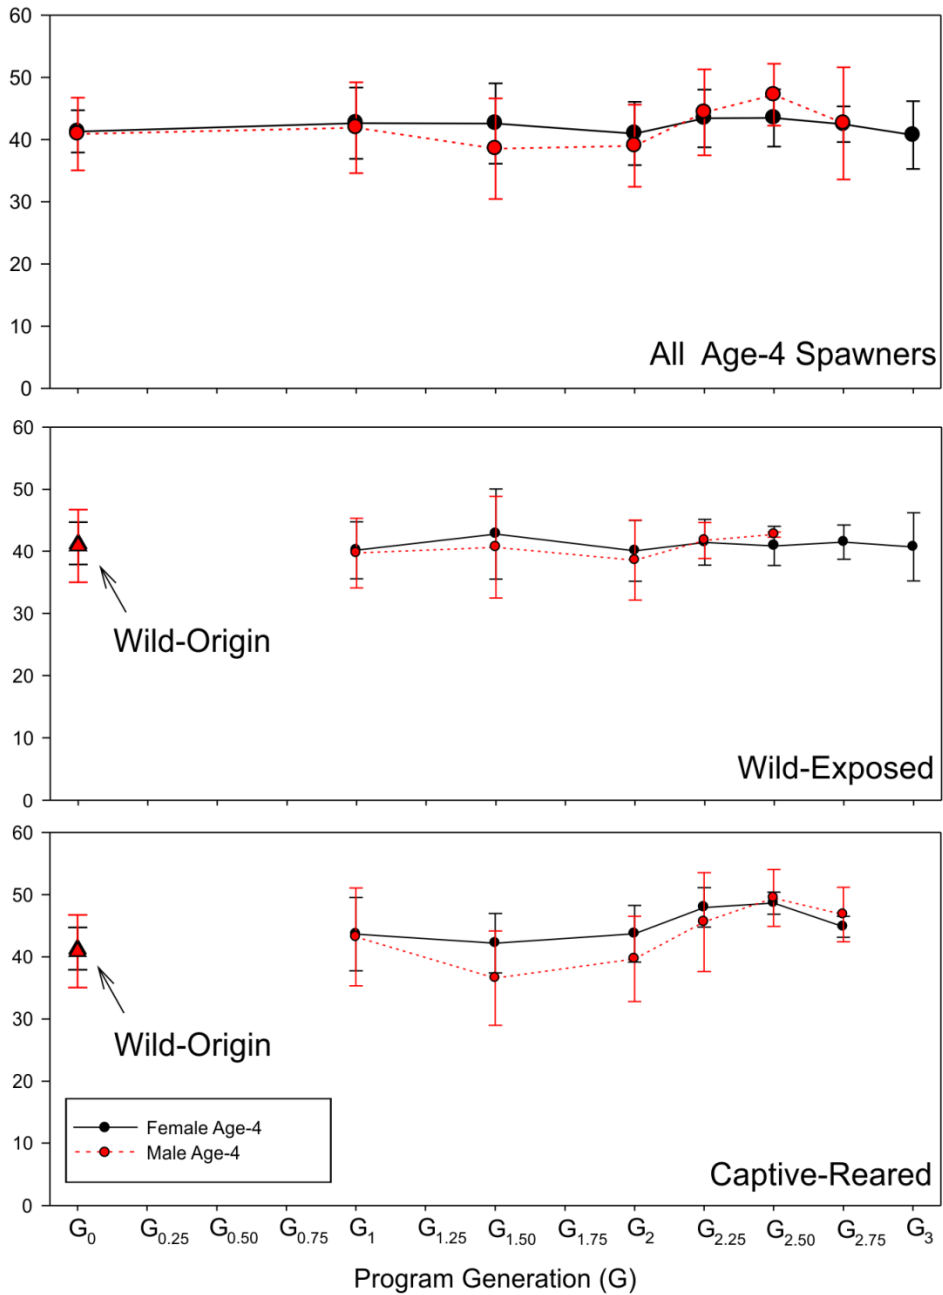 60
50
40
30
20
10
0
All Age-4 Spawners
60
50
40
30
20
10
0
Wild-Origin
Wild-Exposed
60
50
40
30
20
10
0
Wild-Origin
Female Age-4
Male Age-4
Captive-Reared
G0 G0.25 G0.50 G0.75 G1 G1.25 G1.50 G1.75 G2 G2.25 G2.50 G2.75 G3
Program Generation (G)